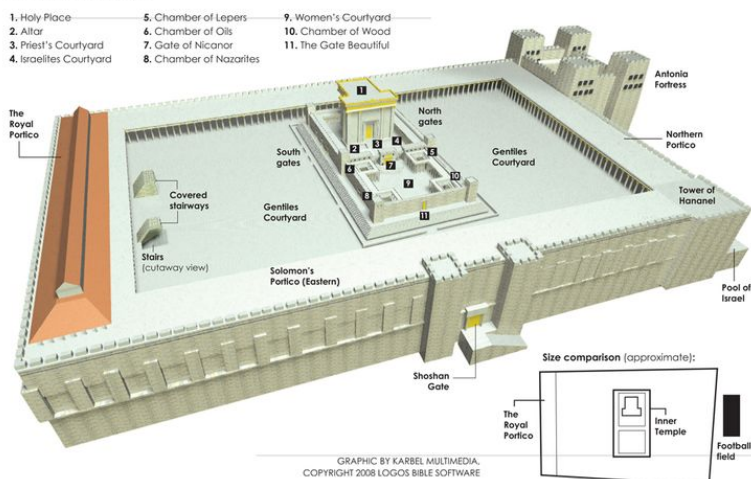 1. Holy Place
2. Altar
3. Priest's Courtyard
4. Israelites Courtyard
5. Chamber of Lepers
6. Chamber of Oils
7. Gate of Nicanor
8. Chamber of Nazarites
9. Women's Courtyard
10. Chamber of Wood
11. The Gate Beautiful
Antonia
Fortress
The
Royal
Portico
1
North
gates
Northern
Portico
2
3
4
5
South
gates
6
7
Gentiles
Courtyard
8
9
10
11
Covered
stairways
Gentiles
Courtyard
Tower of
Hananel
Stairs
(cutaway view)
Solomon's
Portico (Eastern)
Pool of
Israel
Shoshan
Gate
Size comparison (approximate):
The
Royal
Portico
Inner
Temple
Football
field
GRAPHIC BY KARBEL MULTIMEDIA,
COPYRIGHT 2008 LOGOS BIBLE SOFTWARE